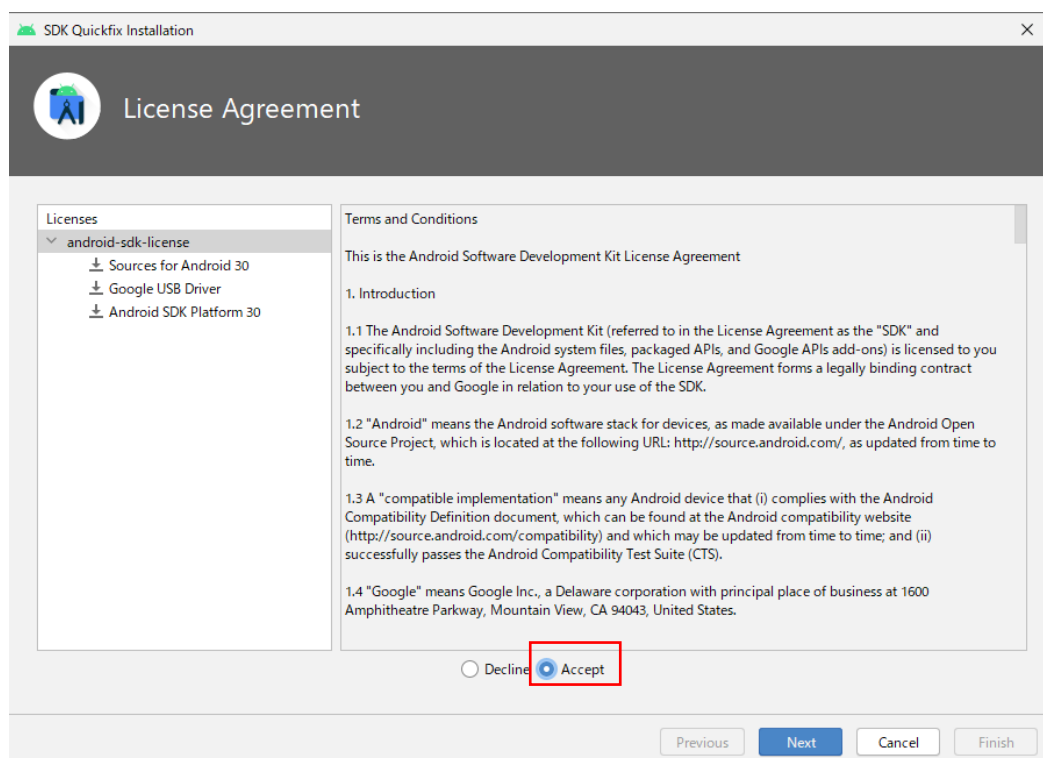 SDK Quickfix Installation
License Agreement
Licenses
android-sdk-license
Sources for Android 30
Google USB Driver
Android SDK Platform 30
Terms and Conditions
This is the Android Software Development Kit License Agreement
1. Introduction
1.1 The Android Software Development Kit (referred to in the License Agreement as the "SDK" and
specifically including the Android system files, packaged APIs, and Google APIs add-ons) is licensed to you
subject to the terms of the License Agreement. The License Agreement forms a legally binding contract
between you and Google in relation to your use of the SDK.
1.2 "Android" means the Android software stack for devices, as made available under the Android Open
Source Project, which is located at the following URL: http://source.android.com/, as updated from time to
time.
1.3 A "compatible implementation" means any Android device that (i) complies with the Android
Compatibility Definition document, which can be found at the Android compatibility website
(http://source.android.com/compatibility) and which may be updated from time to time; and (ii)
successfully passes the Android Compatibility Test Suite (CTS).
1.4 "Google" means Google Inc., a Delaware corporation with principal place of business at 1600
Amphitheatre Parkway, Mountain View, CA 94043, United States.
Decline Accept
Previous Next Cancel Finish